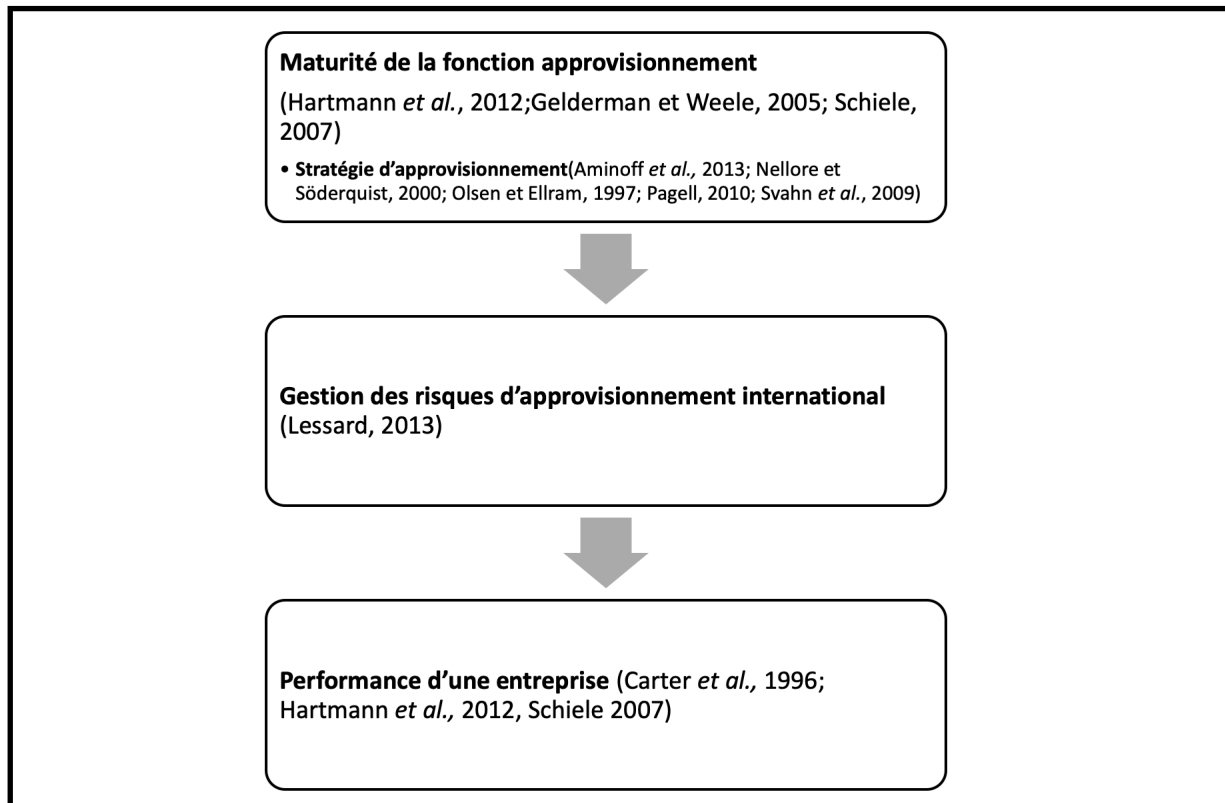 Maturité de la fonction approvisionnement
(Hartmann et al., 2012;Gelderman et Weele, 2005; Schiele,
2007)
• Stratégie d’approvisionnement(Aminoff et al., 2013; Nellore et
Söderquist, 2000; Olsen et Ellram, 1997; Pagell, 2010; Svahn et al., 2009)
Gestion des risques d’approvisionnement international
(Lessard, 2013)
Performance d’une entreprise (Carter et al., 1996;
Hartmann et al., 2012, Schiele 2007)